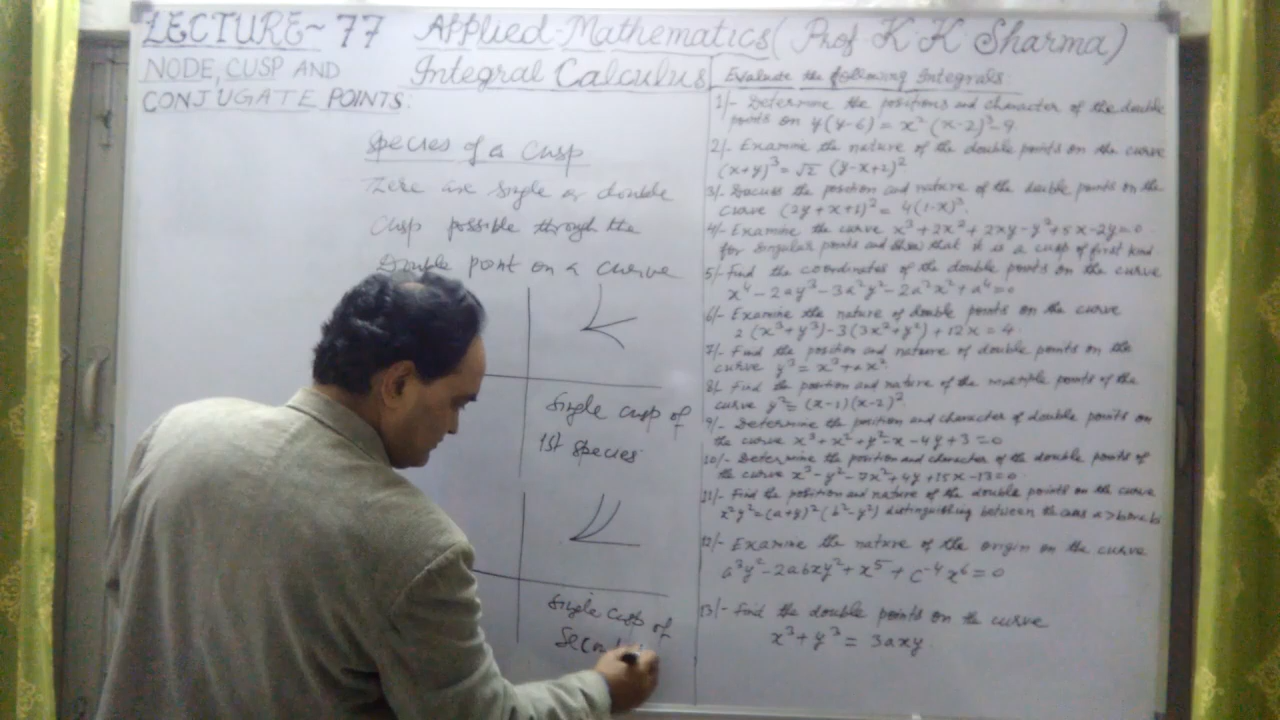 LECTURE~77 Applied-Mathematics (Prof K. K. Sharma)
NODE, CUSP AND
CONJUGATE POINTS.
Integral Calculus
Species of a Cusp
There are single or double
Cusp possible through the
Double point on a curve
Single cusp of
1st species
Single cusp of
Evaluate the following Integrals.
1/- Determine the positions and character of the double
points on y(y-6) = x² (x-2)³-9.
2/- Examine the nature of the double points on the curve
(x+y)³ = √2 (y-x+2)²
3/- Discuss the position and nature of the double points on the
curve (2y+x+1)² = 4(1-x)⁵
4/- Examine the curve x³+2x²+2xy-y²+5x-2y=0
for singular points and show that it is a cusp of first kind.
5/- Find the coordinates of the double points on the curve
x⁴-2ay³-3a²y²-2a²x²+a⁴=0
6/- Examine the nature of double points on the curve
2(x³+y³)-3(3x²+y²)+12x=4
7/- Find the position and nature of double points on the
curve y³=x³+ax²
8/- Find the position and nature of the multiple points of the
curve y²=(x-1)(x-2)²
9/- Determine the position and character of double points on
the curve x³+x²+y²-x-4y+3=0
10/- Determine the position and character of the double points of
the curve x³-y²-7x²+4y+15x-13=0
11/- Find the position and nature of the double points on the curve
x²y²=(a+y)²(b²-y²) distinguishing between the cases a>b
12/- Examine the nature of the origin on the curve
2abxy²+x⁵+c⁻⁴x⁶=0
13/- Find the double points on the curve
x³+y³=3axy